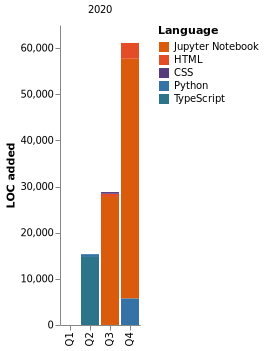 2020
Language
Jupyter Notebook
HTML
CSS
Python
TypeScript
LOC added
60,000
50,000
40,000
30,000
20,000
10,000
0
Q1
Q2
Q3
Q4